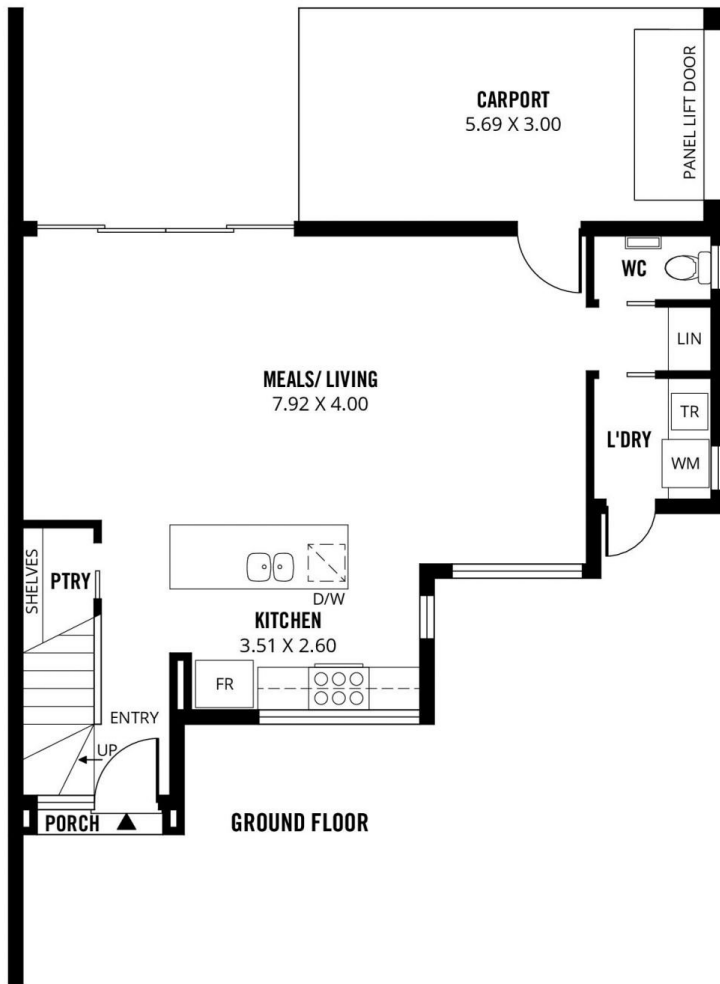 CARPORT
5.69 X 3.00
PANEL LIFT DOOR
WC
LIN
MEALS/ LIVING
7.92 X 4.00
TR
L'DRY
WM
SHELVES
PTRY
D/W
KITCHEN
3.51 X 2.60
FR
ENTRY
UP
PORCH
GROUND FLOOR